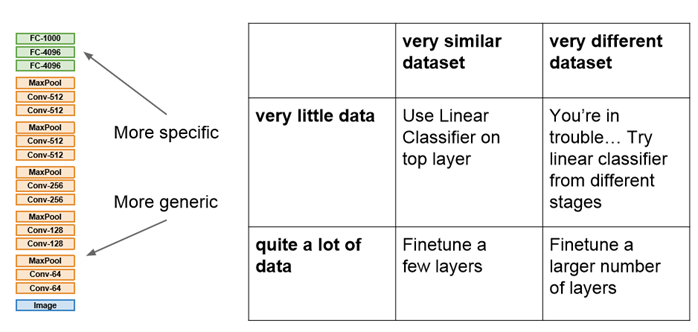 FC-1000
FC-4096
FC-4096
MaxPool
Conv-512
Conv-512
MaxPool
Conv-512
Conv-512
MaxPool
Conv-256
Conv-256
MaxPool
Conv-128
Conv-128
MaxPool
Conv-64
Conv-64
Image
More specific
More generic
very similar
dataset
very different
dataset
very little data
Use Linear
Classifier on
top layer
You're in
trouble… Try
linear classifier
from different
stages
quite a lot of
data
Finetune a
few layers
Finetune a
larger number
of layers